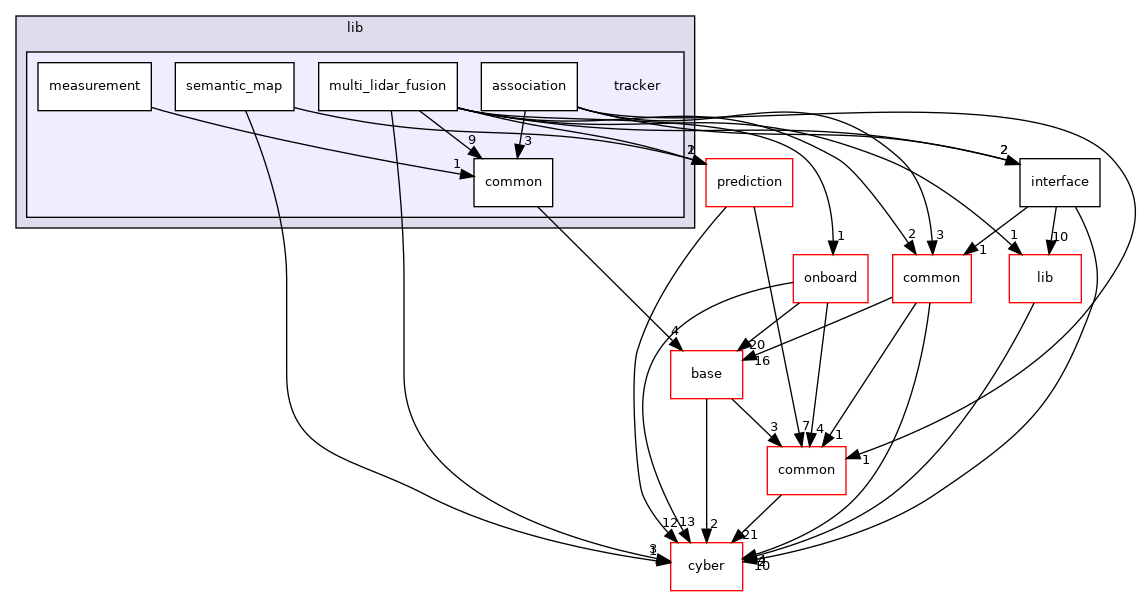 lib
measurement
semantic_map
multi_lidar_fusion
association
tracker
9
3
1
common
2
prediction
2
interface
1
2
3
1
10
1
onboard
common
lib
4
20
16
base
3
7
4
1
1
common
12
13
2
21
3
1
10
cyber